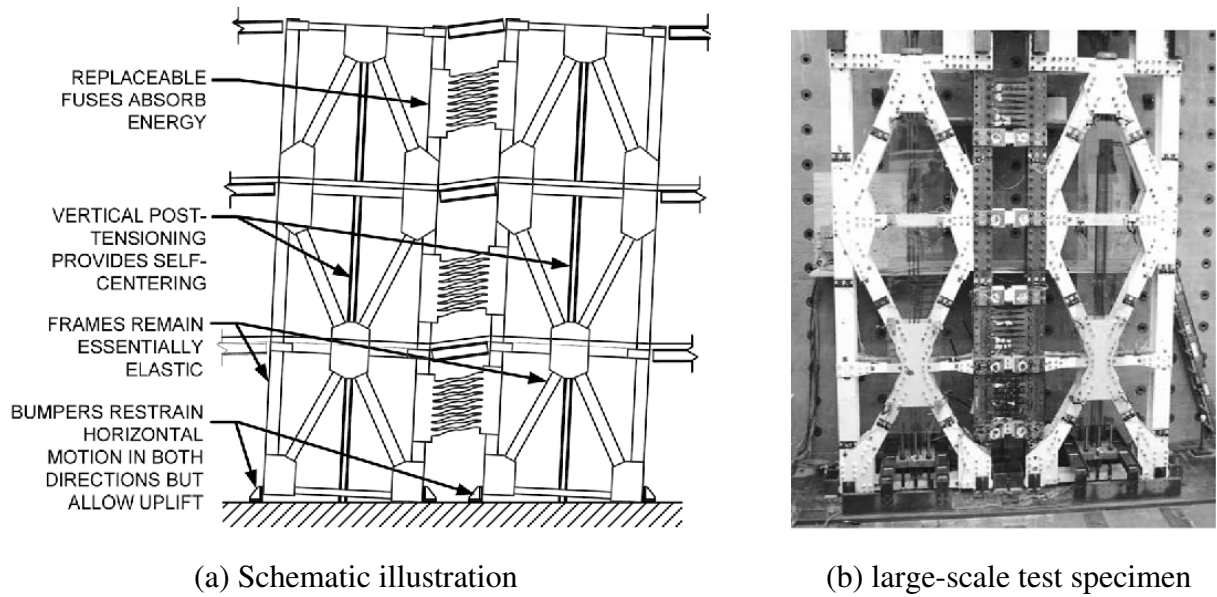 REPLACEABLE
FUSES ABSORB
ENERGY
VERTICAL POST-
TENSIONING
PROVIDES SELF-
CENTERING
FRAMES REMAIN
ESSENTIALLY
ELASTIC
BUMPERS RESTRAIN
HORIZONTAL
MOTION IN BOTH
DIRECTIONS BUT
ALLOW UPLIFT
(a) Schematic illustration
(b) large-scale test specimen